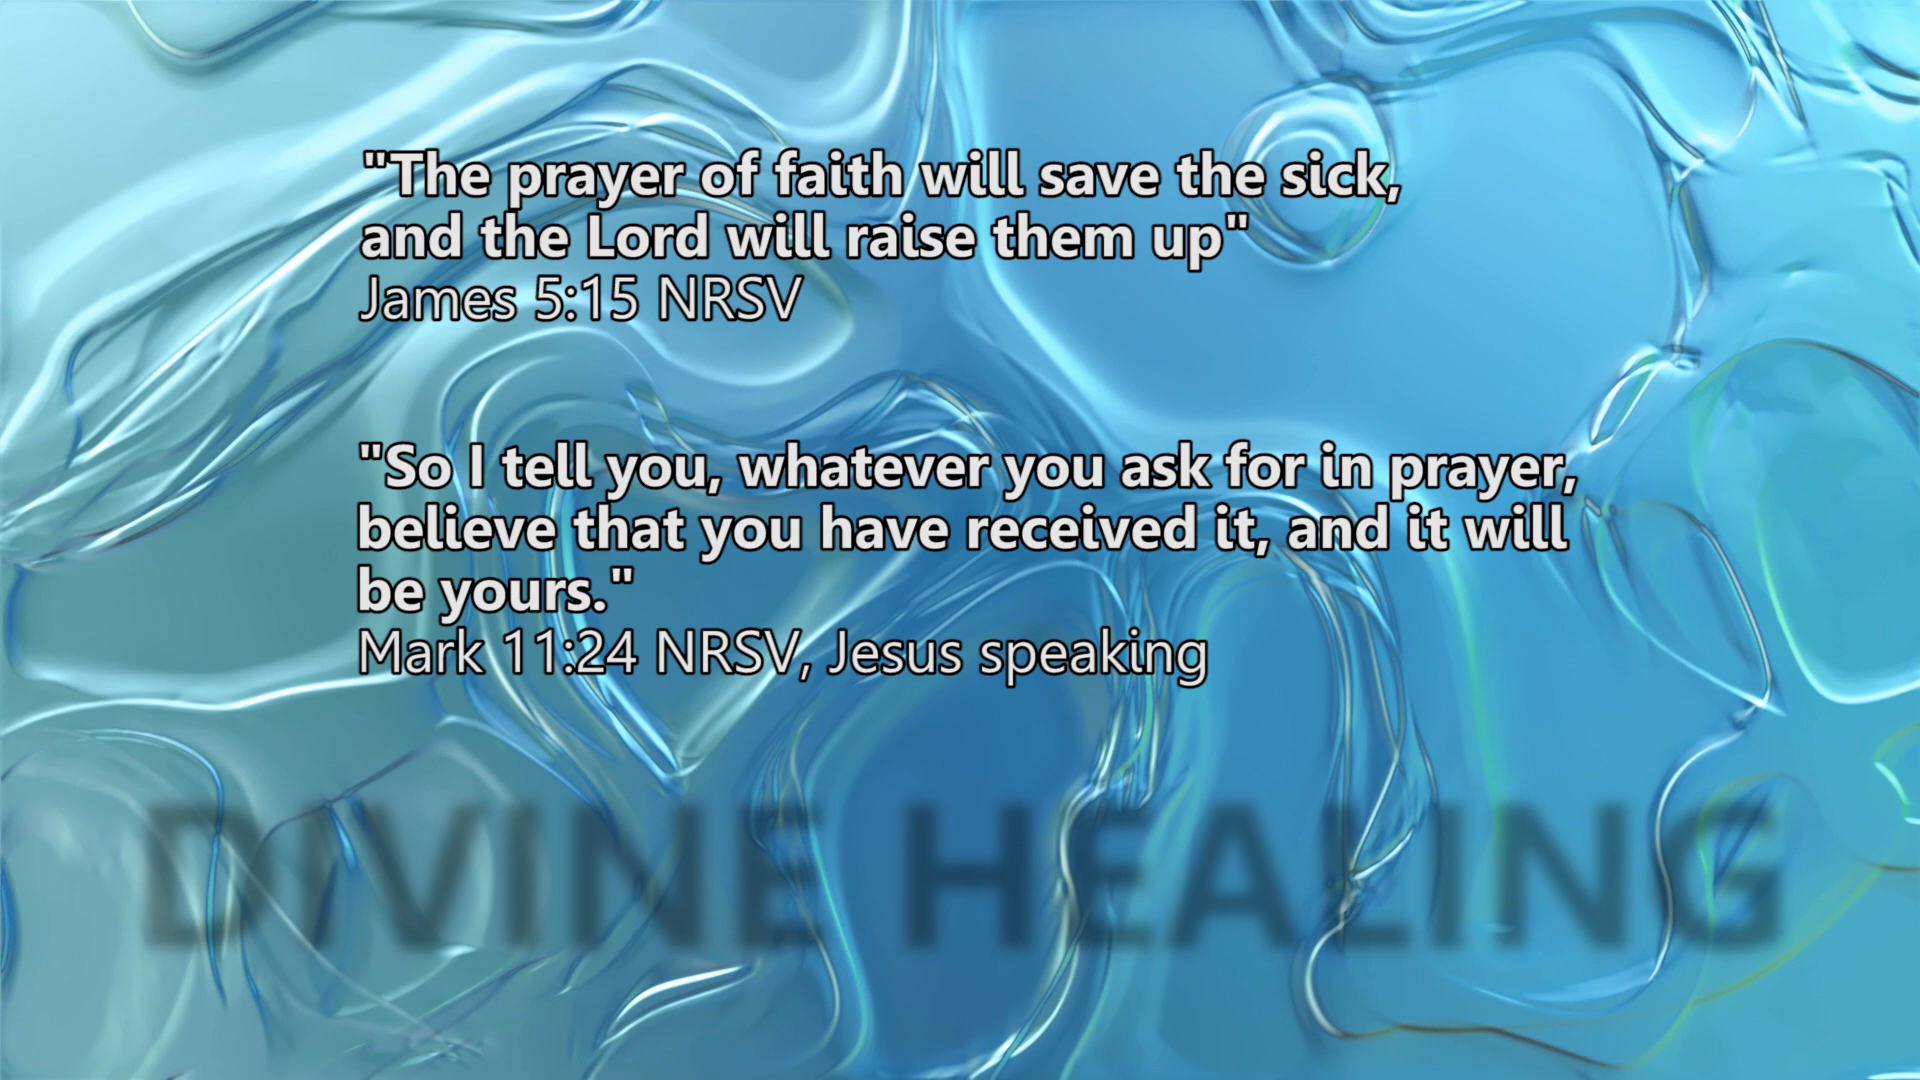 "The prayer of faith will save the sick,
and the Lord will raise them up"
James 5:15 NRSV
"So I tell you, whatever you ask for in prayer,
believe that you have received it, and it will
be yours."
Mark 11:24 NRSV, Jesus speaking
DIVINE HEALING